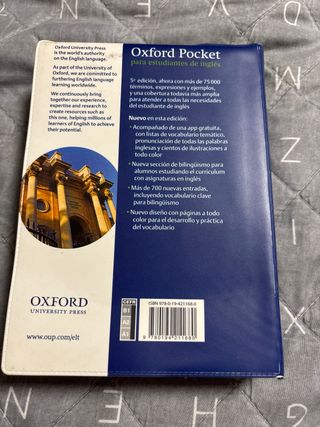 Oxford University Press
is the world's authority
on the English language.
As part of the University of
Oxford, we are committed to
furthering English language
learning worldwide.
We continuously
bring together our experience,
expertise and research to
create resources such as
this one, helping millions of
learners of English to achieve
their potential.
OXFORD
UNIVERSITY PRESS
www.oup.com/elt
Oxford Pocket
para estudiantes de inglés
5ª edición, ahora con más de 75 000
términos, expresiones y ejemplos,
y una cobertura todavía más amplia
para atender a todas las necesidades
del estudiante de inglés
Nuevo en esta edición:
• Acompañado de una app gratuita,
con listas de vocabulario temático,
pronunciación de todas las palabras
inglesas y cientos de ilustraciones a
todo color
• Nueva sección de bilingüismo para
alumnos estudiando el currículum
con asignaturas en inglés
• Más de 700 nuevas entradas,
incluyendo vocabulario clave
para bilingüismo
• Nuevo diseño con páginas a todo
color para el desarrollo y práctica
del vocabulario
CEFR
B1
A2
A1
ISBN 978-0-19-421168-0
9 780194 211680